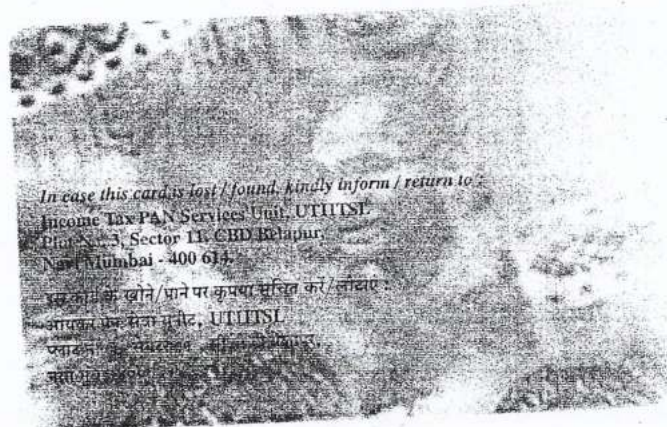 In case this card is lost / found, kindly inform / return to :
Income Tax PAN Services Unit, UTIITSL
Plot No. 3, Sector 11, CBD Belapur,
Navi Mumbai - 400 614.
इस कार्ड के खोने/पाने पर कृपया सूचित करें/लौटाएं :
आयकर पैन सेवा यूनीट, UTIITSL